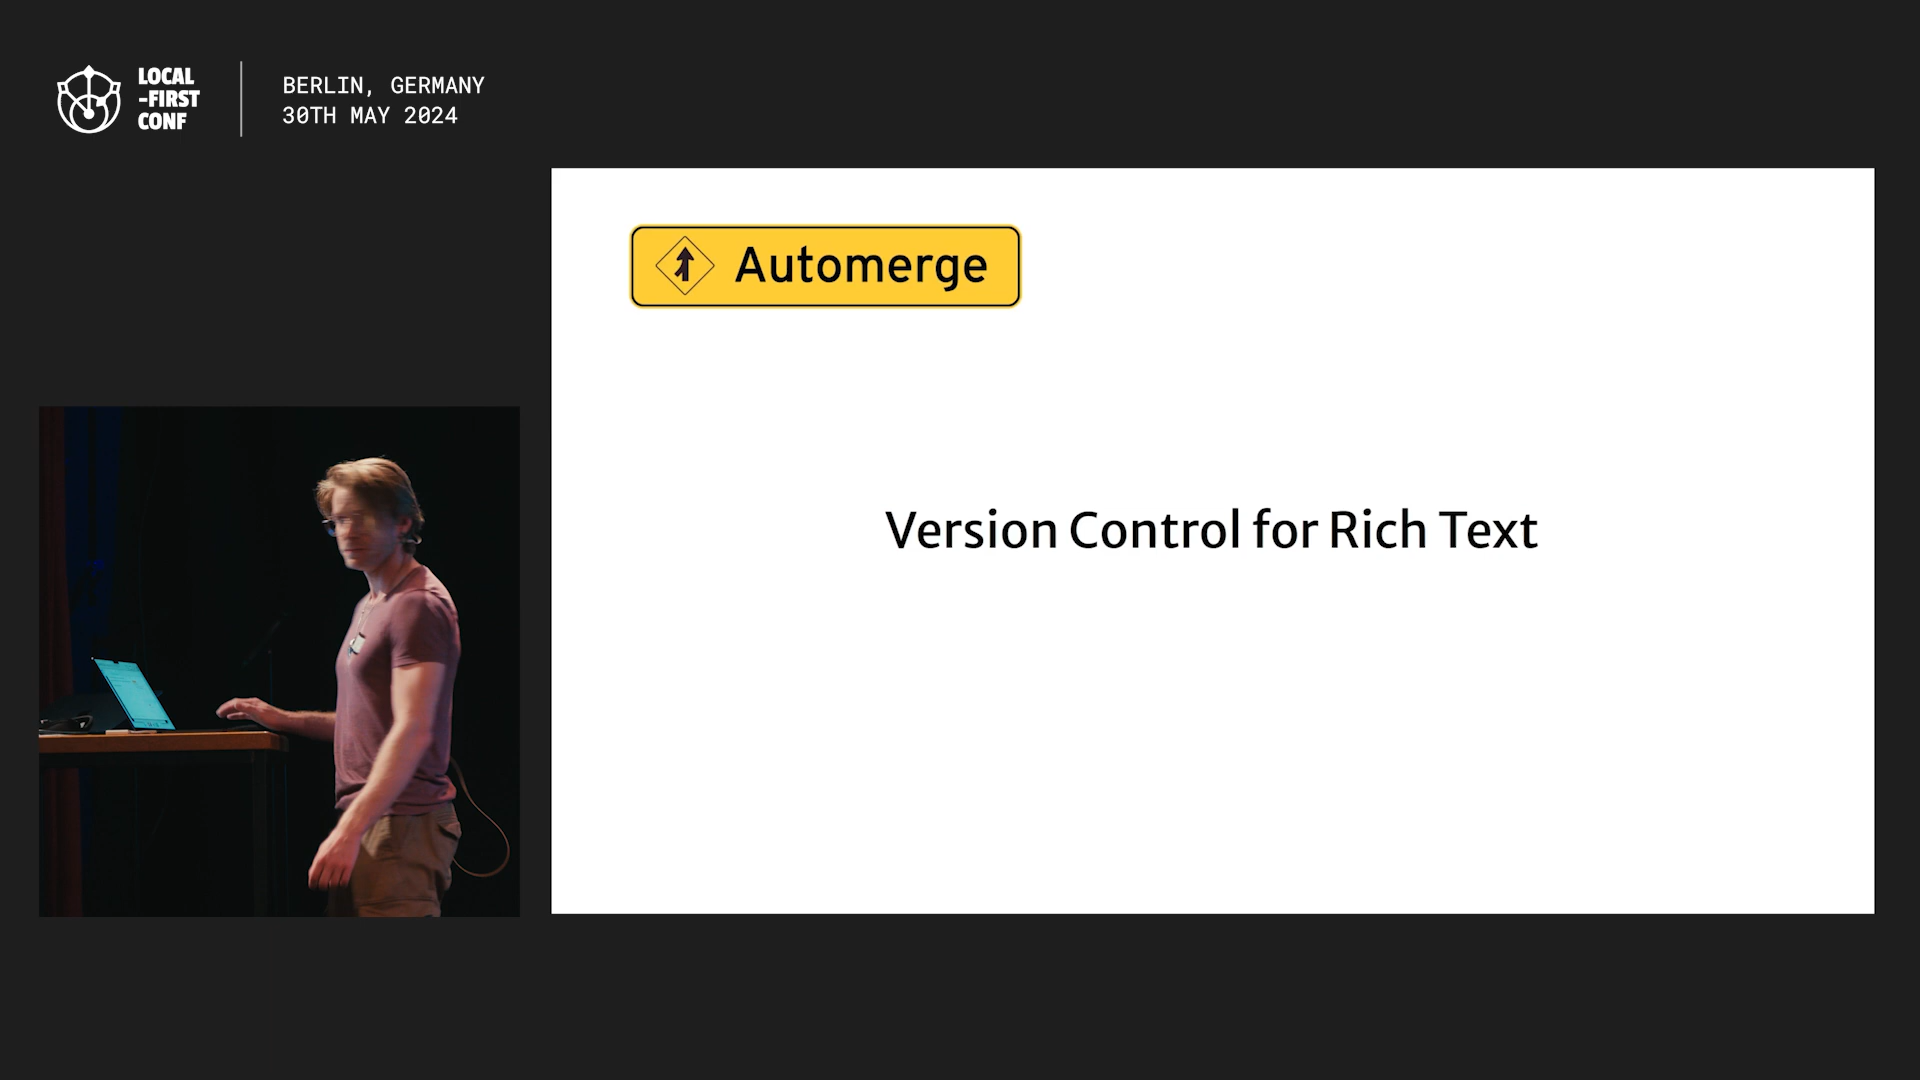 LOCAL
-FIRST
CONF
BERLIN, GERMANY
30TH MAY 2024
Automerge
Version Control for Rich Text